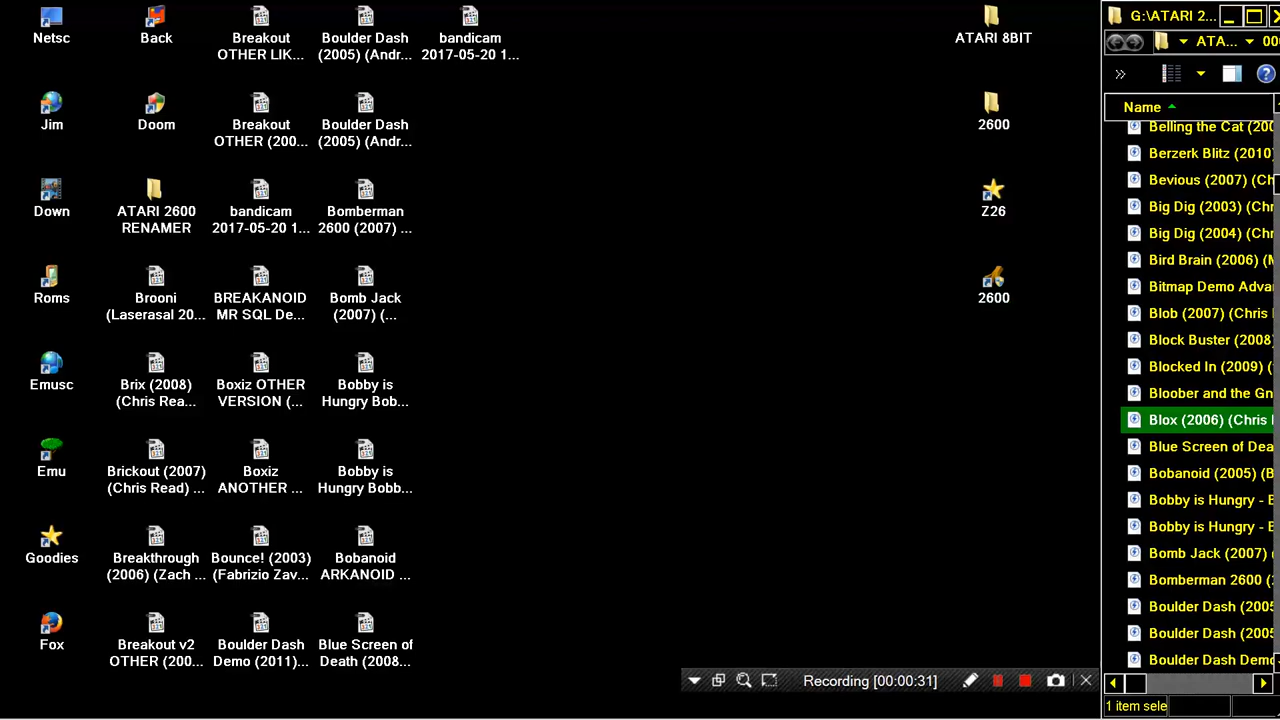 Netsc
Jim
Down
Roms
Emusc
Emu
Goodies
Fox
Back
Doom
ATARI 2600
RENAMER
Brooni
(Laserasal 20...
Brix (2008)
(Chris Rea...
Brickout (2007)
(Chris Read) ...
Breakthrough
(2006) (Zach ...
Breakout v2
OTHER (200...
Breakout
OTHER LIK...
Breakout
OTHER (200...
bandicam
2017-05-20 1...
BREAKANOID
MR SQL De...
Boxiz OTHER
VERSION (...
Boxiz
ANOTHER ...
Bounce! (2003)
(Fabrizio Zav...
Boulder Dash
Demo (2011)...
Boulder Dash
(2005) (Andr...
Boulder Dash
(2005) (Andr...
Bomberman
2600 (2007) ...
Bomb Jack
(2007) (...
Bobby is
Hungry Bob...
Bobby is
Hungry Bobb...
Bobanoid
ARKANOID ...
Blue Screen of
Death (2008...
bandicam
2017-05-20 1...
ATARI 8BIT
2600
Z26
2600
G:\ATARI 2...
ATA... 00
»
Name
Belling the Cat (200
Berzerk Blitz (2010)
Bevious (2007) (Ch
Big Dig (2003) (Chr
Big Dig (2004) (Chr
Bird Brain (2006) (M
Bitmap Demo Adva
Blob (2007) (Chris
Block Buster (2008)
Blocked In (2009) (
Bloober and the Gn
Blox (2006) (Chris
Blue Screen of Dea
Bobanoid (2005) (B
Bobby is Hungry - B
Bobby is Hungry - B
Bomb Jack (2007)
Bomberman 2600 (2
Boulder Dash (2005
Boulder Dash (2005
Boulder Dash Demo
1 item sele
Recording [00:00:31]